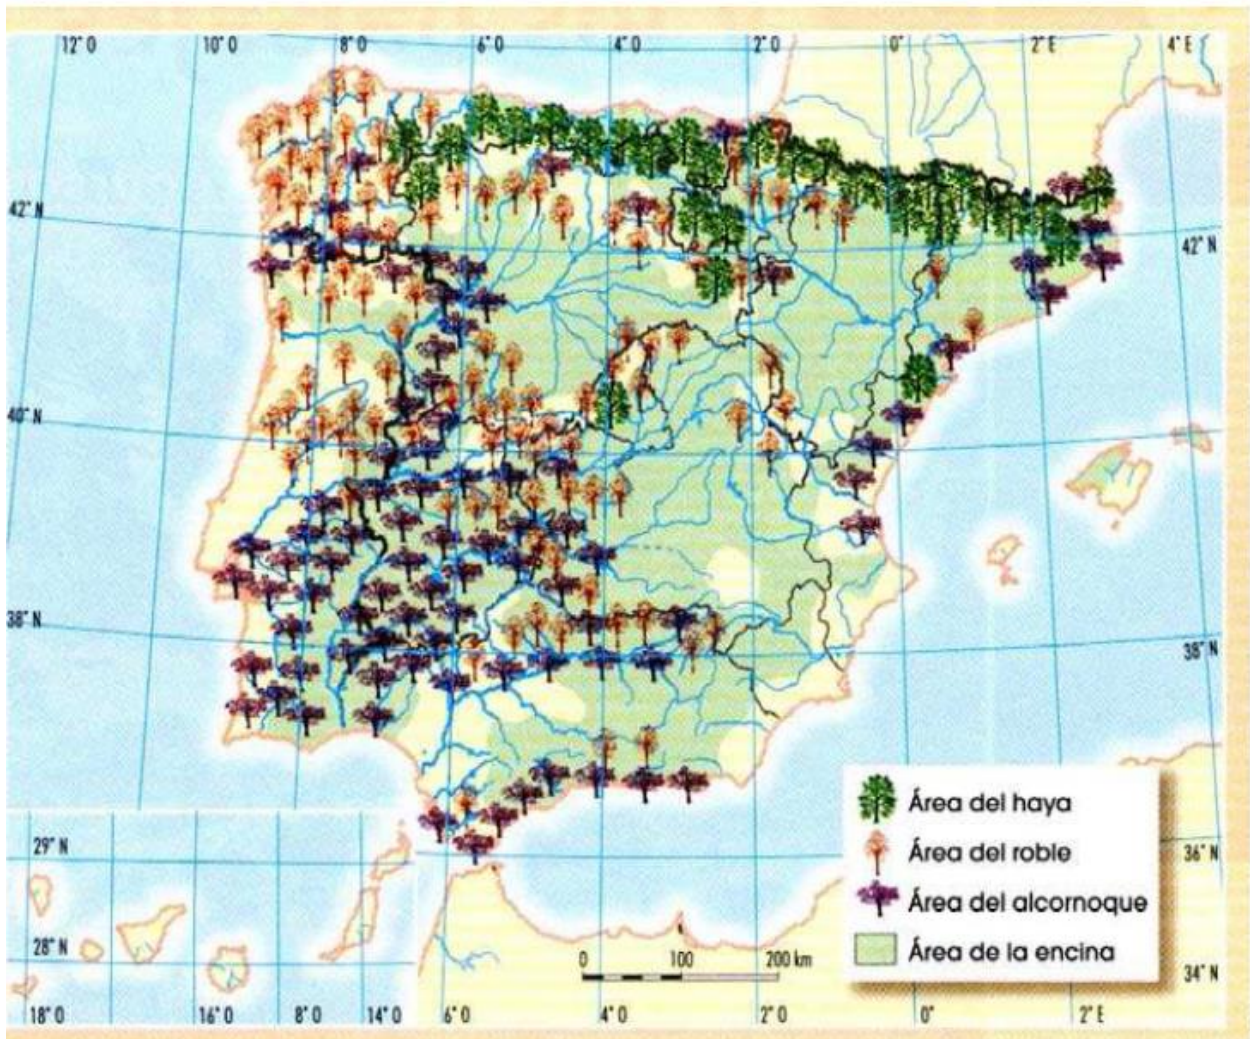 12° O 10° O 8° O 6° O 4° O 2° O 0° 2° E 4° E
42° N
42° N
40° N
38° N
38° N
Área del haya
Área del roble
Área del alcornoque
Área de la encina
29° N
36° N
28° N
0 100 200 km
34° N
18° O 16° O 8° O 14° O 6° O 4° O 2° O 0° 2° E